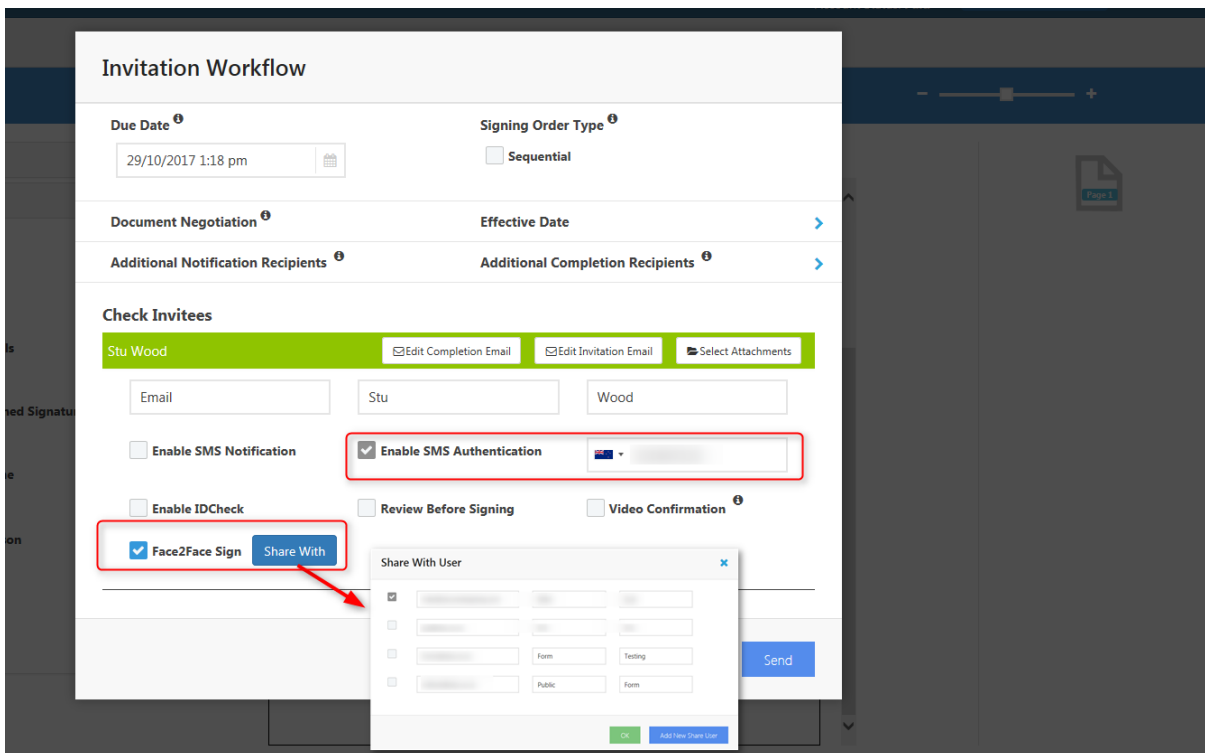 Invitation Workflow
Due Date
Signing Order Type
29/10/2017 1:18 pm
Sequential
Page 1
Document Negotiation
Effective Date
Additional Notification Recipients
Additional Completion Recipients
Check Invitees
Stu Wood
Edit Completion Email
Edit Invitation Email
Select Attachments
Email
Stu
Wood
Enable SMS Notification
Enable SMS Authentication
Enable IDCheck
Review Before Signing
Video Confirmation
Face2Face Sign
Share With
Share With User
Form
Testing
Public
Form
Send
OK
Add New Share User